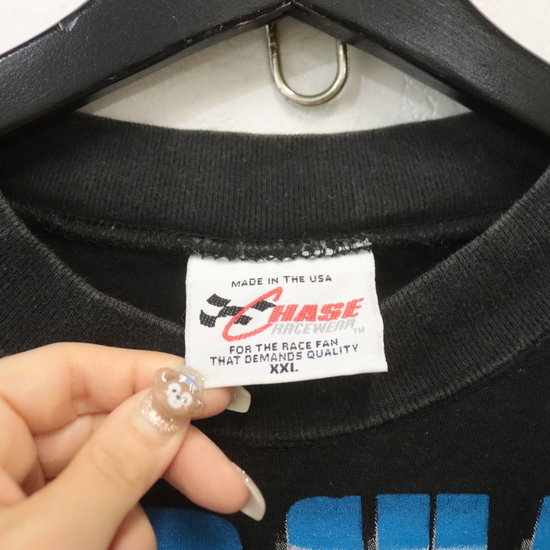 MADE IN THE USA
CHASE
RACEWEAR TM
FOR THE RACE FAN
THAT DEMANDS QUALITY
XXL